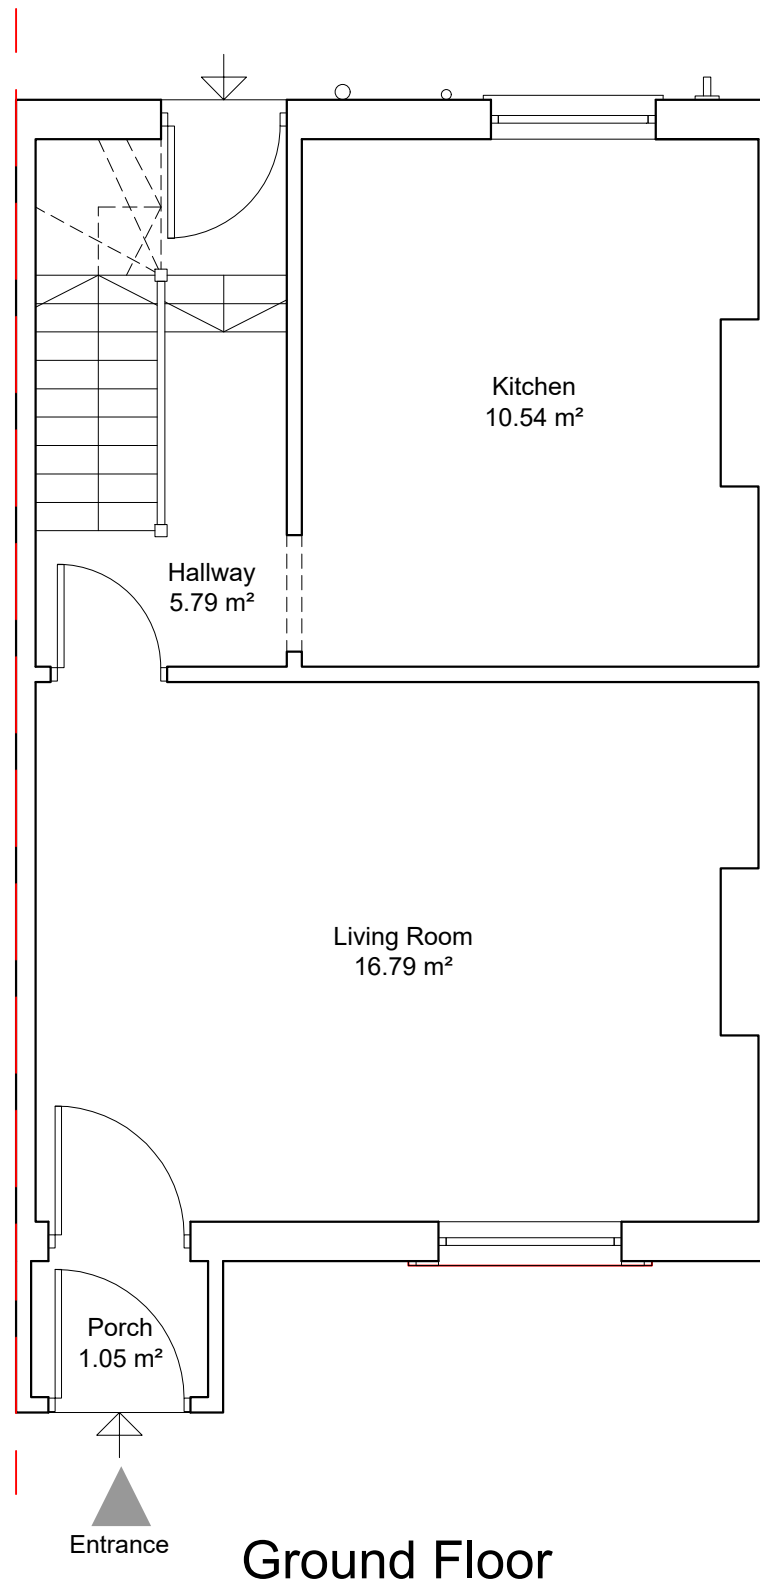 Kitchen
10.54 m²
Hallway
5.79 m²
Living Room
16.79 m²
Porch
1.05 m²
Entrance
Ground Floor